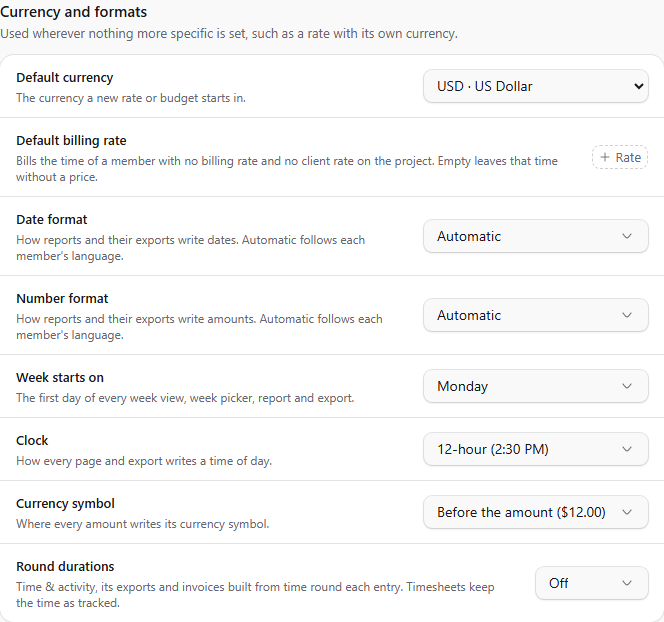 Currency and formats
Used wherever nothing more specific is set, such as a rate with its own currency.
Default currency
The currency a new rate or budget starts in.
USD · US Dollar
Default billing rate
Bills the time of a member with no billing rate and no client rate on the project. Empty leaves that time
without a price.
+ Rate
Date format
How reports and their exports write dates. Automatic follows each
member's language.
Automatic
Number format
How reports and their exports write amounts. Automatic follows each
member's language.
Automatic
Week starts on
The first day of every week view, week picker, report and export.
Monday
Clock
How every page and export writes a time of day.
12-hour (2:30 PM)
Currency symbol
Where every amount writes its currency symbol.
Before the amount ($12.00)
Round durations
Time & activity, its exports and invoices built from time round each entry. Timesheets keep
the time as tracked.
Off